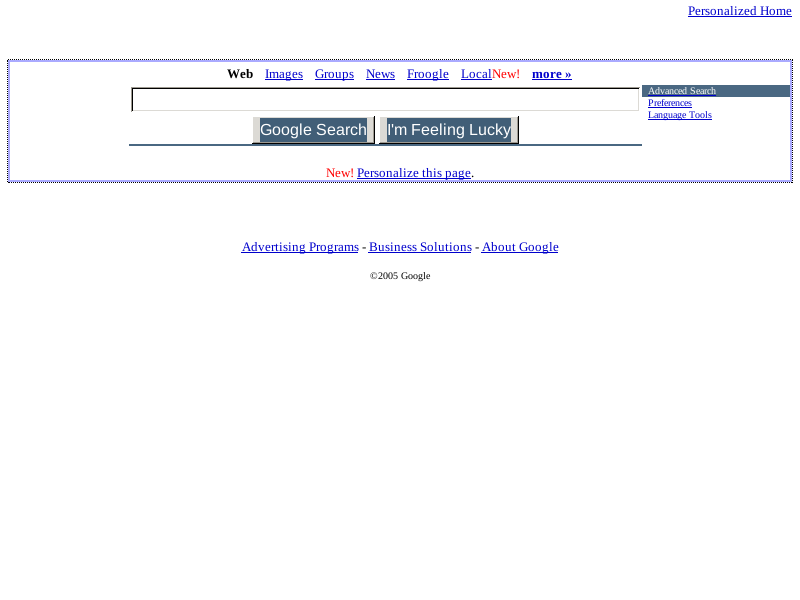 Personalized Home
Web Images Groups News Froogle LocalNew! more »
Advanced Search
Preferences
Language Tools
Google Search I'm Feeling Lucky
New! Personalize this page.
Advertising Programs - Business Solutions - About Google
©2005 Google